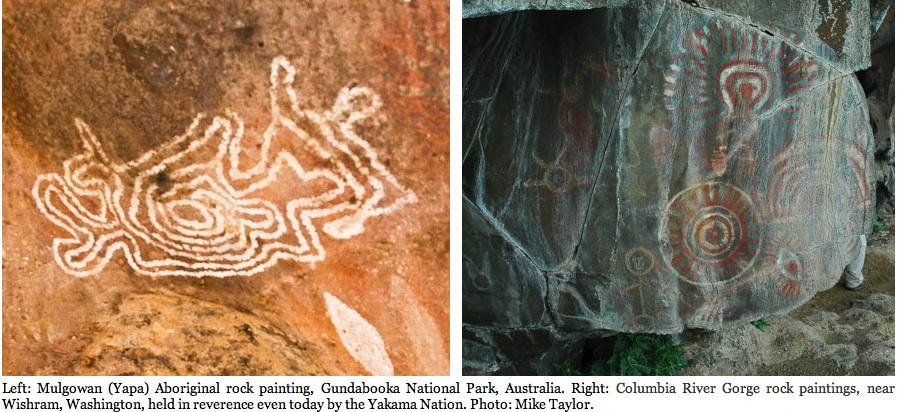 Left: Mulgowan (Yapa) Aboriginal rock painting, Gundabooka National Park, Australia. Right: Columbia River Gorge rock paintings, near
Wishram, Washington, held in reverence even today by the Yakama Nation. Photo: Mike Taylor.